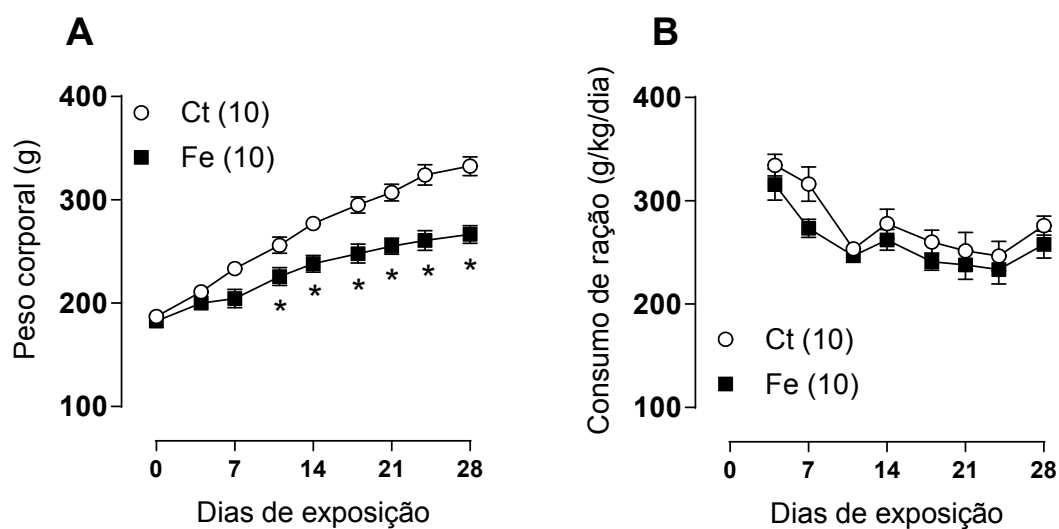 A
Peso corporal (g)
400
300
200
100
Ct (10)
Fe (10)
* * * * * *
0 7 14 21 28
Dias de exposição
B
Consumo de ração (g/kg/dia)
400
300
200
100
Ct (10)
Fe (10)
0 7 14 21 28
Dias de exposição